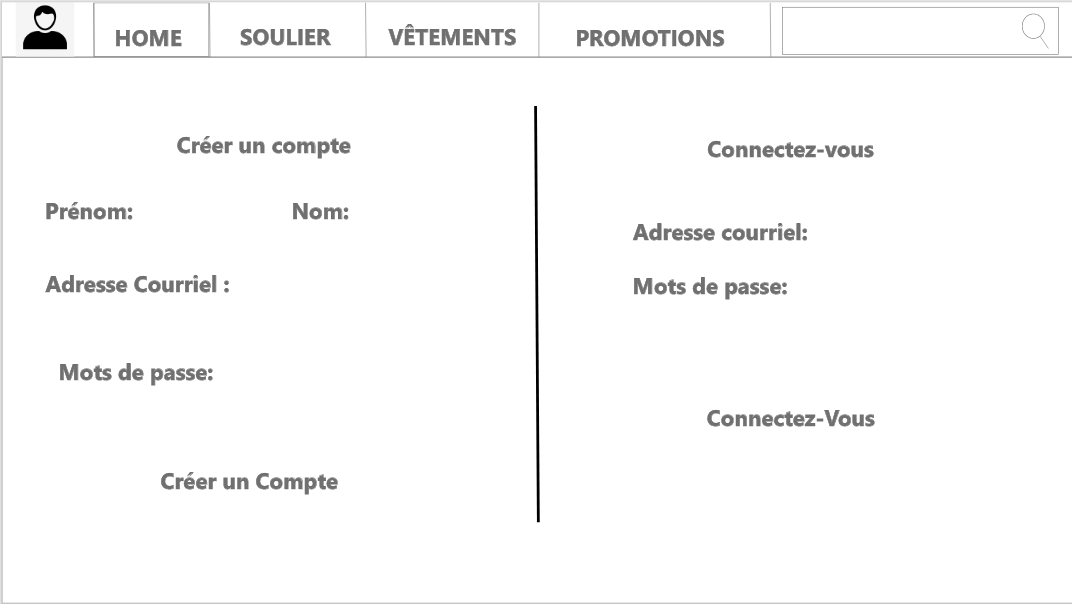 HOME
SOULIER
VÊTEMENTS
PROMOTIONS
Créer un compte
Prénom:
Nom:
Adresse Courriel :
Mots de passe:
Créer un Compte
Connectez-vous
Adresse courriel:
Mots de passe:
Connectez-Vous